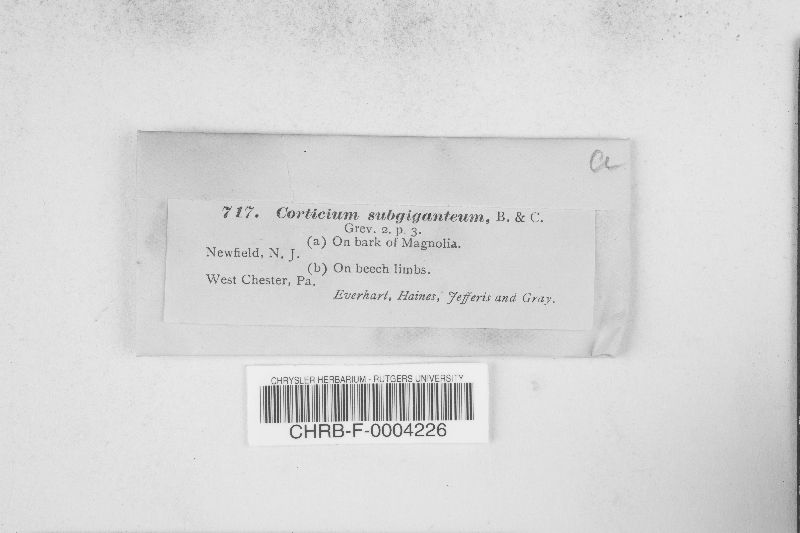 a
717. Corticium subgiganteum, B. & C.
Grev. 2. p. 3.
(a) On bark of Magnolia.
Newfield, N. J.
(b) On beech limbs.
West Chester, Pa.
Everhart, Haines, Jefferis and Gray.
CHRYSLER HERBARIUM - RUTGERS UNIVERSITY
CHRB-F-0004226